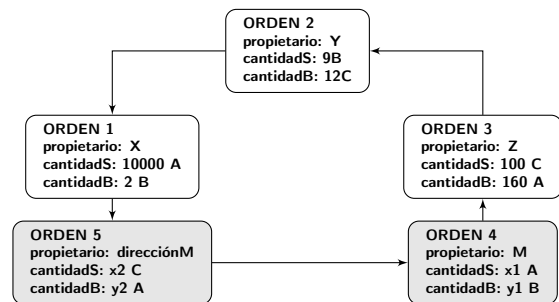 ORDEN 2
propietario: Y
cantidadS: 9B
cantidadB: 12C
ORDEN 1
propietario: X
cantidadS: 10000 A
cantidadB: 2 B
ORDEN 3
propietario: Z
cantidadS: 100 C
cantidadB: 160 A
ORDEN 5
propietario: direcciónM
cantidadS: x2 C
cantidadB: y2 A
ORDEN 4
propietario: M
cantidadS: x1 A
cantidadB: y1 B